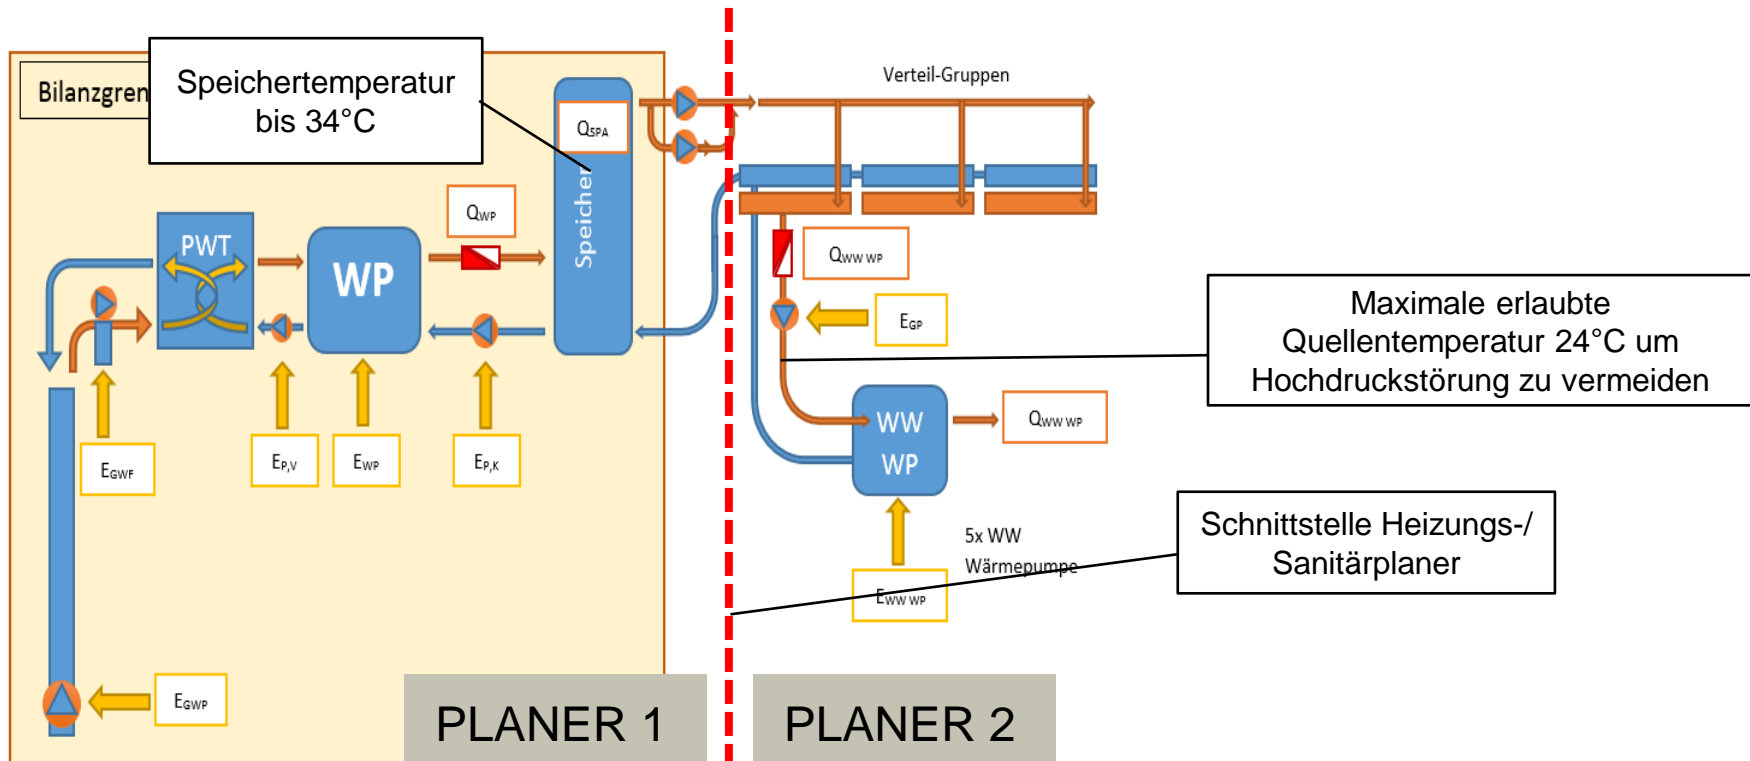 Bilanzgren
Speichertemperatur
bis 34°C
Verteil-Gruppen
QSPA
Speicher
QWP
PWT
WP
QWW WP
EGP
Maximale erlaubte
Quellentemperatur 24°C um
Hochdruckstörung zu vermeiden
WW
WP
QWW WP
EGWF
EP,V
EWP
EP,K
5x WW
Wärmepumpe
Schnittstelle Heizungs-/
Sanitärplaner
EWW WP
EGWP
PLANER 1
PLANER 2